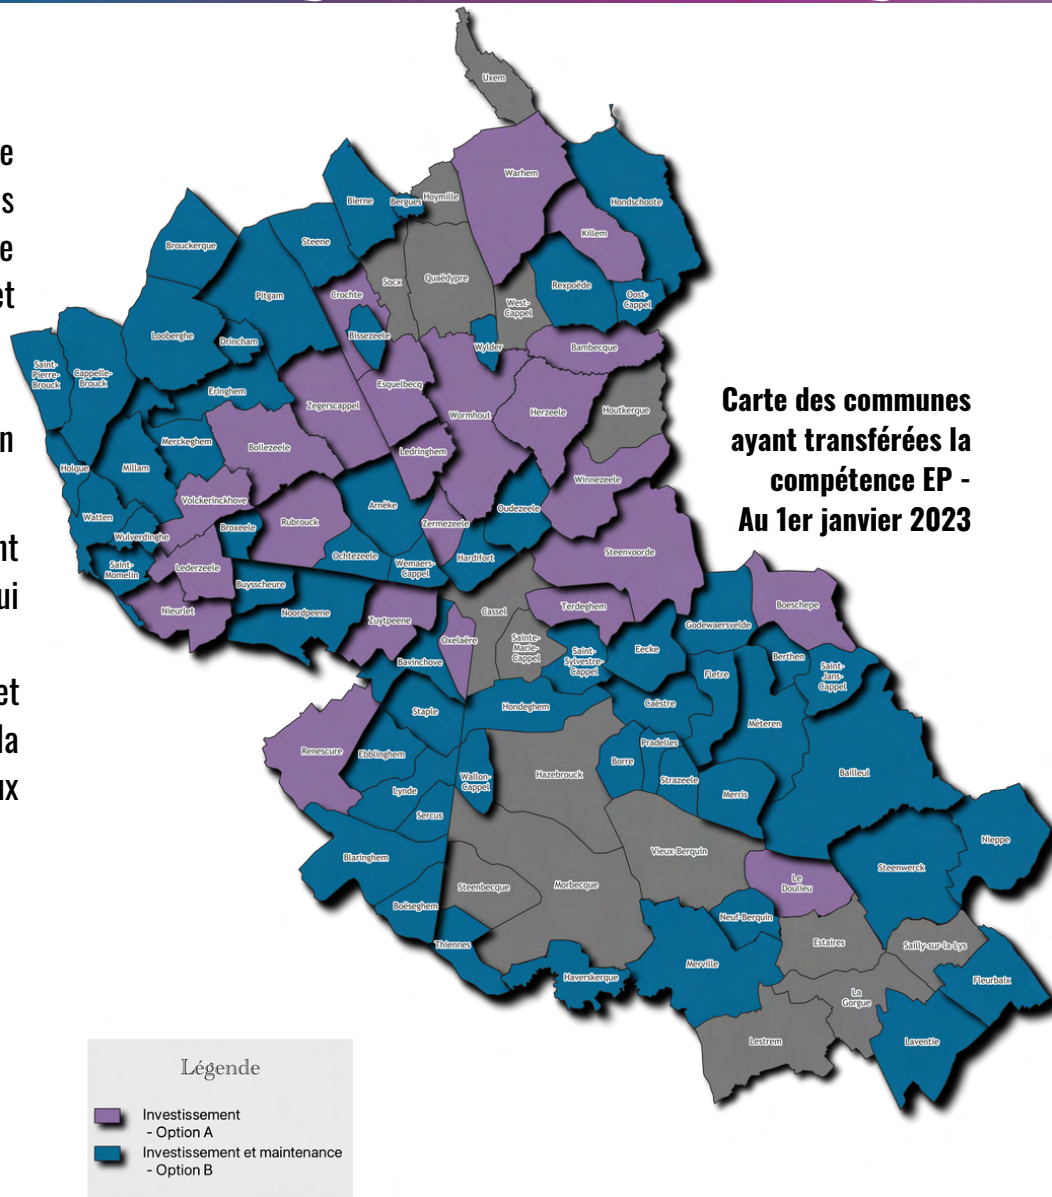 e
s
e
et
n
nt
ui
et
la
ux
Carte des communes
ayant transférées la
compétence EP -
Au 1er janvier 2023
Uxem
Warhem
Hondschoote
Killem
Hoymille
Bergues
Bierne
Steene
Brouckerque
Pitgam
Socx
Quaëdypre
West-
Cappel
Rexpoëde
Oost-
Cappel
Crochte
Bissezeele
Wylder
Bambecque
Looberghe
Drincham
Saint-
Pierre-
Brouck
Cappelle-
Brouck
Eringhem
Zegerscappel
Esquelbecq
Wormhout
Herzeele
Houtkerque
Bollezeele
Merckeghem
Ledringhem
Holque
Millam
Winnezeele
Volckerinckhove
Arnèke
Oudezeele
Watten
Wulverdinghe
Broxeele
Rubrouck
Zermezeele
Steenvoorde
Ochtezeele
Wemaers-
Cappel
Hardifort
Saint-
Momelin
Lederzeele
Buysscheure
Nieurlet
Noordpeene
Zuytpeene
Cassel
Terdeghem
Boeschepe
Godewaersvelde
Oxelaëre
Sainte-
Marie-
Cappel
Saint-
Sylvestre-
Cappel
Eecke
Bavinchove
Berthen
Saint-
Jans-
Cappel
Fletre
Staple
Hondeghem
Caëstre
Méteren
Renescure
Ebblinghem
Pradelles
Borre
Hazebrouck
Wallon-
Cappel
Strazeele
Bailleul
Lynde
Merris
Sercus
Nieppe
Vieux-Berquin
Blaringhem
Steenwerck
Steenbecque
Morbecque
Le
Doulieu
Boëseghem
Neuf-Berquin
Thiennes
Estaires
Sailly-sur-la-Lys
Merville
Haverskerque
Fleurbaix
La
Gorgue
Lestrem
Laventie
Légende
Investissement
- Option A
Investissement et maintenance
- Option B